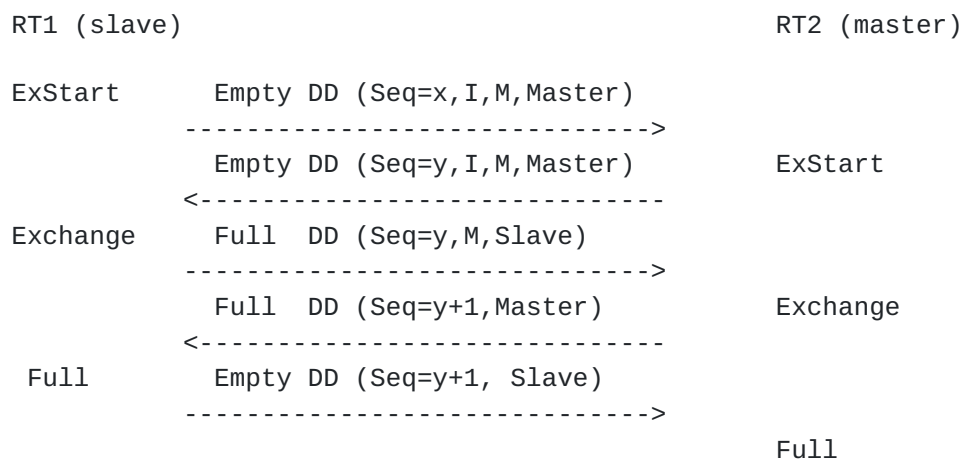 RT1 (slave)                                      RT2 (master)
ExStart      Empty DD (Seq=x,I,M,Master)
           ------------------------------>
             Empty DD (Seq=y,I,M,Master)         ExStart
           <------------------------------
Exchange     Full  DD (Seq=y,M,Slave)
           ------------------------------>
             Full  DD (Seq=y+1,Master)           Exchange
           <------------------------------
 Full        Empty DD (Seq=y+1, Slave)
           ------------------------------>
                                                 Full